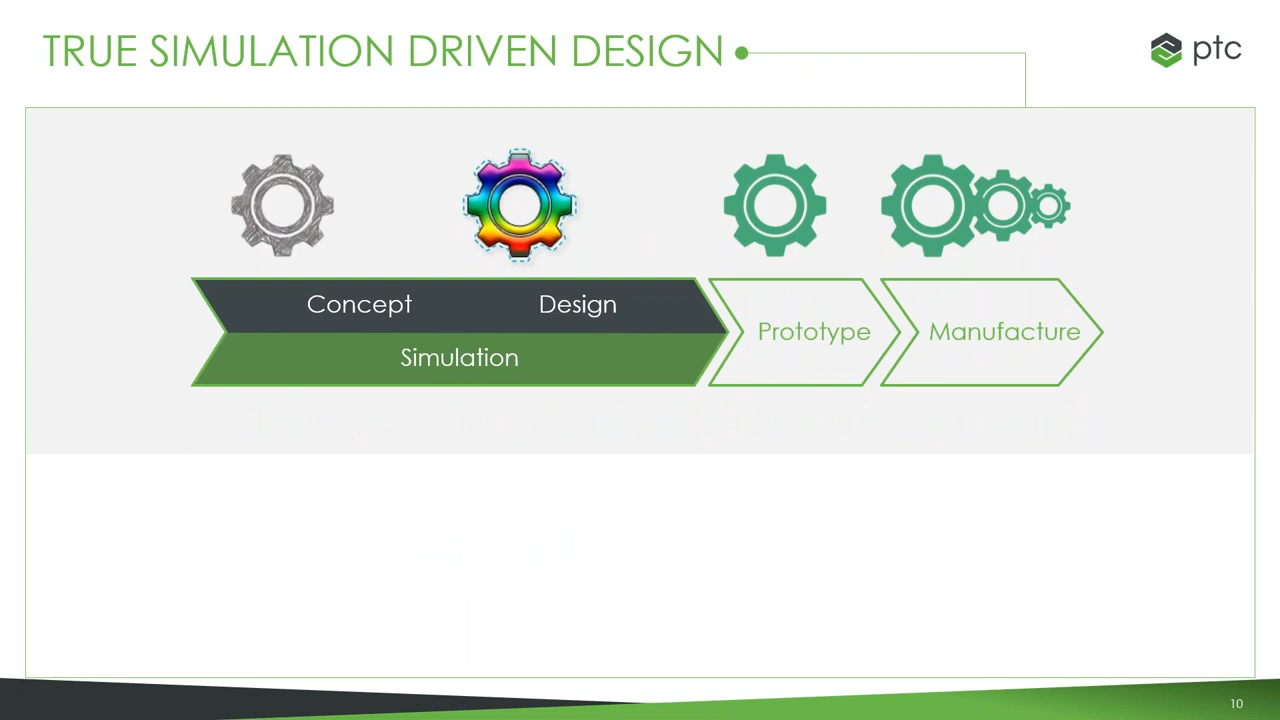 TRUE SIMULATION DRIVEN DESIGN
ptc
Concept Design
Simulation
Prototype
Manufacture
10